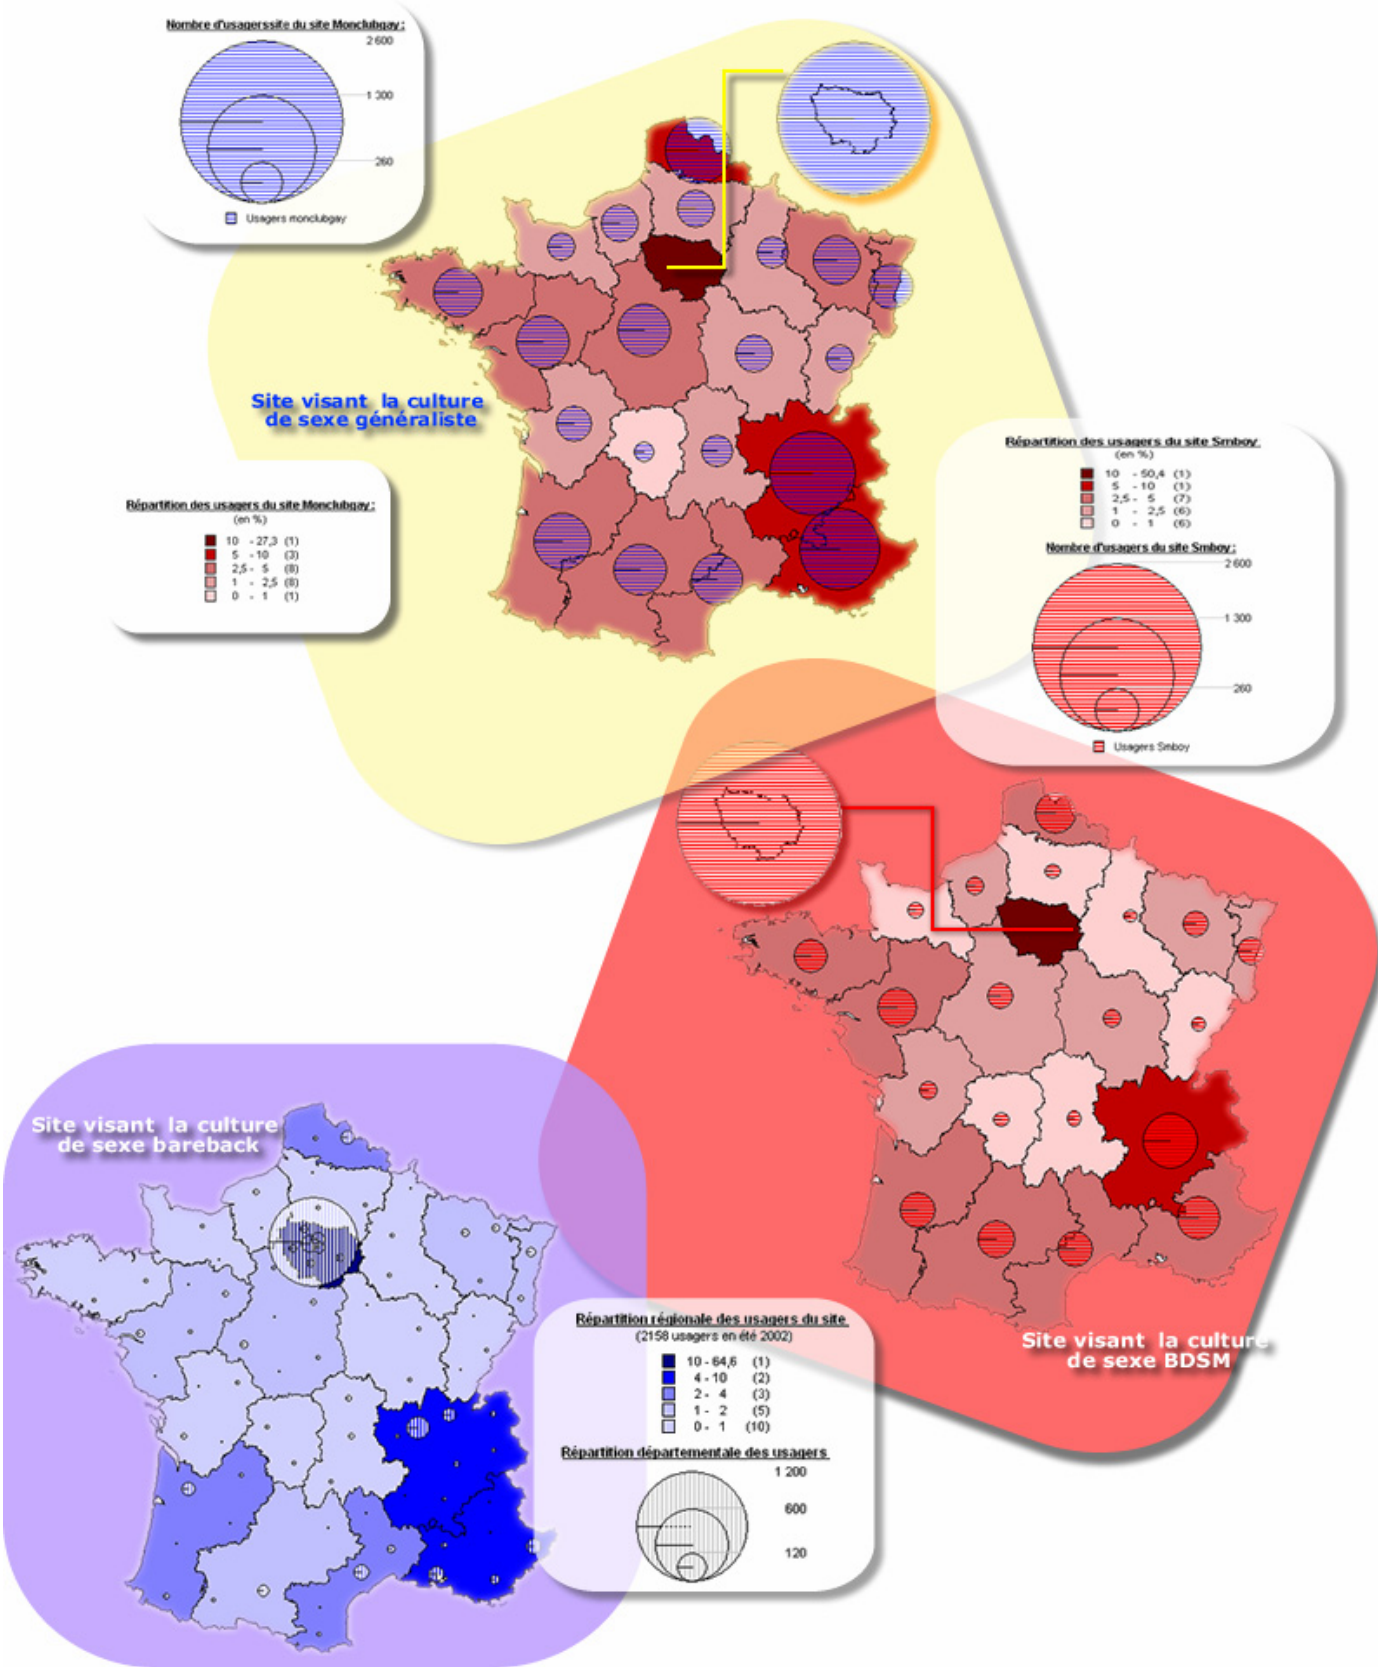 Nombre d'usagerssite du site Monclubgay :
2 600
1 300
260
Usagers monclubgay
Site visant la culture
de sexe généraliste
Répartition des usagers du site Monclubgay :
(en %)
10 - 27,3 (1)
5 - 10 (3)
2,5 - 5 (8)
1 - 2,5 (8)
0 - 1 (1)
Répartition des usagers du site Smboy :
(en %)
10 - 50,4 (1)
5 - 10 (1)
2,5 - 5 (7)
1 - 2,5 (6)
0 - 1 (6)
Nombre d'usagers du site Smboy :
2 600
1 300
260
Usagers Smboy
Site visant la culture
de sexe BDSM
Site visant la culture
de sexe bareback
Répartition régionale des usagers du site
(2158 usagers en été 2002)
10 - 64,6 (1)
4 - 10 (2)
2 - 4 (3)
1 - 2 (5)
0 - 1 (10)
Répartition départementale des usagers
1 200
600
120